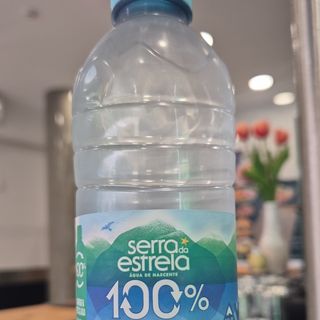 serra da
estrela
ÁGUA DE NASCENTE
100%